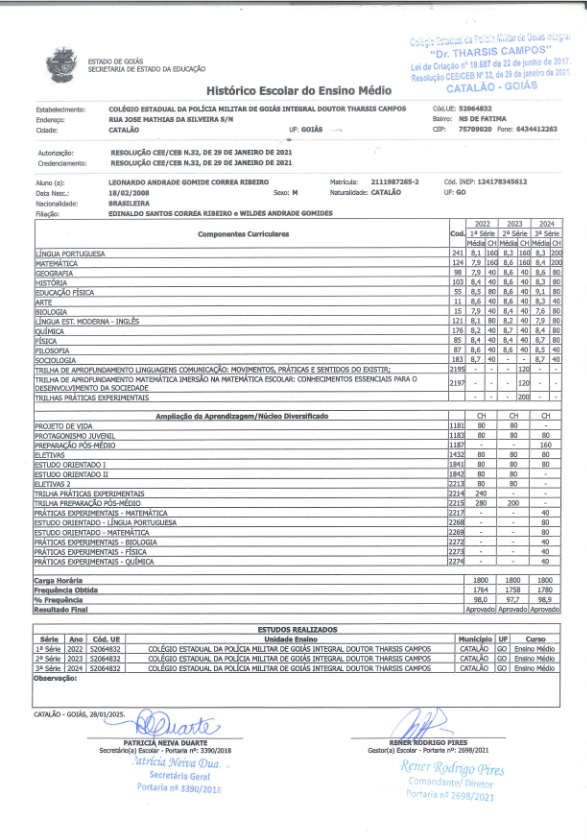 ESTADO DE GOIÁS
SECRETARIA DE ESTADO DA EDUCAÇÃO
Colégio Estadual da Polícia Militar de Goiás Integral
"Dr. THARSIS CAMPOS"
Lei de Criação nº 19.687 de 22 de junho de 2017.
Resolução CEE/CEB Nº 32, de 29 de janeiro de 2021.
CATALÃO - GOIÁS
Histórico Escolar do Ensino Médio
Estabelecimento: COLÉGIO ESTADUAL DA POLÍCIA MILITAR DE GOIÁS INTEGRAL DOUTOR THARSIS CAMPOS Cód.UE: 52064832
Endereço: RUA JOSE MATHIAS DA SILVEIRA S/N Bairro: NS DE FATIMA
Cidade: CATALÃO UF: GOIÁS CEP: 75709020 Fone: 6434412263
Autorização: RESOLUÇÃO CEE/CEB N.32, DE 29 DE JANEIRO DE 2021
Credenciamento: RESOLUÇÃO CEE/CEB N.32, DE 29 DE JANEIRO DE 2021
Aluno (a): LEONARDO ANDRADE GOMIDE CORREA RIBEIRO Matrícula: 2111987265-2 Cód. INEP: 124178345612
Data Nasc.: 18/02/2008 Sexo: M Naturalidade: CATALÃO UF: GO
Nacionalidade: BRASILEIRA
Filiação: EDINALDO SANTOS CORREA RIBEIRO e WILDES ANDRADE GOMIDES
2022 2023 2024
Componentes Curriculares Cod. 1ª Série 2ª Série 3ª Série
Média CH Média CH Média CH
LÍNGUA PORTUGUESA 241 8,1 160 8,3 160 8,3 200
MATEMÁTICA 124 7,9 160 8,6 160 8,4 200
GEOGRAFIA 98 7,9 40 8,6 40 8,6 80
HISTÓRIA 103 8,4 40 8,6 40 8,3 80
EDUCAÇÃO FÍSICA 55 8,5 80 8,6 40 9,1 80
ARTE 11 8,6 40 8,6 40 8,3 40
BIOLOGIA 15 7,9 40 8,4 40 7,6 80
LÍNGUA EST. MODERNA - INGLÊS 121 8,1 80 8,2 40 7,9 80
QUÍMICA 176 8,2 40 8,7 40 8,4 80
FÍSICA 85 8,4 40 8,4 40 8,7 80
FILOSOFIA 87 8,6 40 8,6 40 8,5 40
SOCIOLOGIA 183 8,7 40 - - 8,7 40
TRILHA DE APROFUNDAMENTO LINGUAGENS COMUNICAÇÃO: MOVIMENTOS, PRÁTICAS E SENTIDOS DO EXISTIR; 2195 - - - 120 - -
TRILHA DE APROFUNDAMENTO MATEMÁTICA IMERSÃO NA MATEMÁTICA ESCOLAR: CONHECIMENTOS ESSENCIAIS PARA O
DESENVOLVIMENTO DA SOCIEDADE 2197 - - - 120 - -
TRILHAS PRÁTICAS EXPERIMENTAIS - - - 200 - -
Ampliação da Aprendizagem/Núcleo Diversificado CH CH CH
PROJETO DE VIDA 1181 80 80 -
PROTAGONISMO JUVENIL 1183 80 80 80
PREPARAÇÃO PÓS-MÉDIO 1187 - - 160
ELETIVAS 1432 80 80 80
ESTUDO ORIENTADO I 1841 80 80 80
ESTUDO ORIENTADO II 1842 80 80 -
ELETIVAS 2 2213 80 80 -
TRILHA PRÁTICAS EXPERIMENTAIS 2214 240 - -
TRILHA PREPARAÇÃO PÓS-MÉDIO 2215 280 200 -
PRÁTICAS EXPERIMENTAIS - MATEMÁTICA 2217 - - 40
ESTUDO ORIENTADO - LÍNGUA PORTUGUESA 2268 - - 80
ESTUDO ORIENTADO - MATEMÁTICA 2269 - - 80
PRÁTICAS EXPERIMENTAIS - BIOLOGIA 2272 - - 40
PRÁTICAS EXPERIMENTAIS - FÍSICA 2273 - - 40
PRÁTICAS EXPERIMENTAIS - QUÍMICA 2274 - - 40
Carga Horária 1800 1800 1800
Frequência Obtida 1764 1758 1780
% Frequência 98,0 97,7 98,9
Resultado Final Aprovado Aprovado Aprovado
ESTUDOS REALIZADOS
Série Ano Cód. UE Unidade Ensino Município UF Curso
1ª Série 2022 52064832 COLÉGIO ESTADUAL DA POLÍCIA MILITAR DE GOIÁS INTEGRAL DOUTOR THARSIS CAMPOS CATALÃO GO Ensino Médio
2ª Série 2023 52064832 COLÉGIO ESTADUAL DA POLÍCIA MILITAR DE GOIÁS INTEGRAL DOUTOR THARSIS CAMPOS CATALÃO GO Ensino Médio
3ª Série 2024 52064832 COLÉGIO ESTADUAL DA POLÍCIA MILITAR DE GOIÁS INTEGRAL DOUTOR THARSIS CAMPOS CATALÃO GO Ensino Médio
Observação:
CATALÃO - GOIÁS, 28/01/2025.
PATRICIA NEIVA DUARTE
Secretário(a) Escolar - Portaria nº: 3390/2018
Patrícia Neiva Dua
Secretária Geral
Portaria nº 3390/2018
RENER RODRIGO PIRES
Gestor(a) Escolar - Portaria nº: 2698/2021
Rener Rodrigo Pires
Comandante/ Diretor
Portaria nº 2698/2021